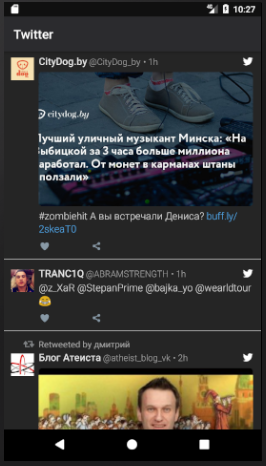 10:27
Twitter
CityDog.by @CityDog_by • 1h
citydog.by
Лучший уличный музыкант Минска: «На
Зыбицкой за 3 часа больше миллиона
заработал. От монет в карманах штаны
сползали»
#zombiehit А вы встречали Дениса? buff.ly/
2skeaT0
TRANC1Q @ABRAMSTRENGTH • 1h
@z_XaR @StepanPrime @bajka_yo @wearldtour
😂
Retweeted by дмитрий
Блог Атеиста @atheist_blog_vk • 2h